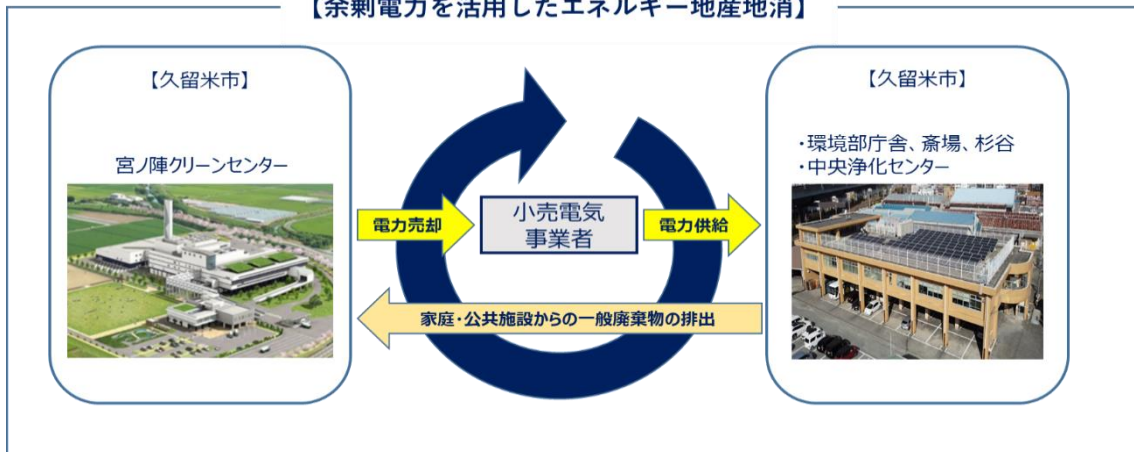 【余剰電力を活用したエネルギー地産地消】
【久留米市】
宮ノ陣クリーンセンター
電力売却
小売電気
事業者
電力供給
家庭・公共施設からの一般廃棄物の排出
【久留米市】
・環境部庁舎、斎場、杉谷
・中央浄化センター